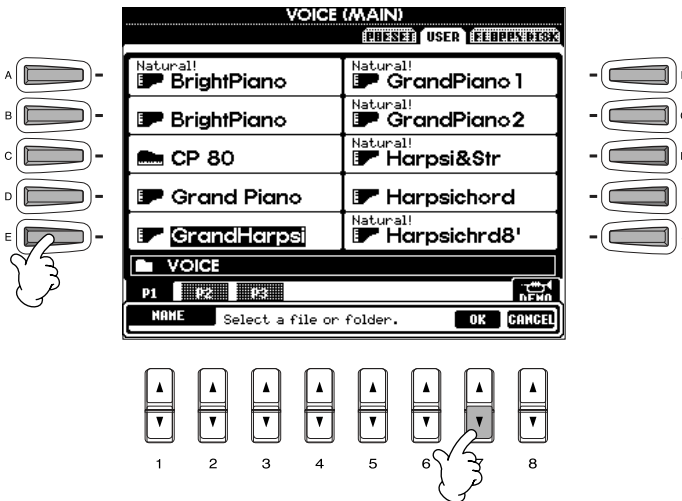 VOICE (MAIN)
PRESET USER FLOPPY DISK
A
Natural!
BrightPiano
Natural!
GrandPiano1
B
BrightPiano
Natural!
GrandPiano2
C
CP 80
Natural!
Harpsi&Str
D
Grand Piano
Harpsichord
E
GrandHarpsi
Natural!
Harpsichrd8'
VOICE
P1 P2 P3
DEMO
NAME Select a file or folder. OK CANCEL
1 2 3 4 5 6 7 8